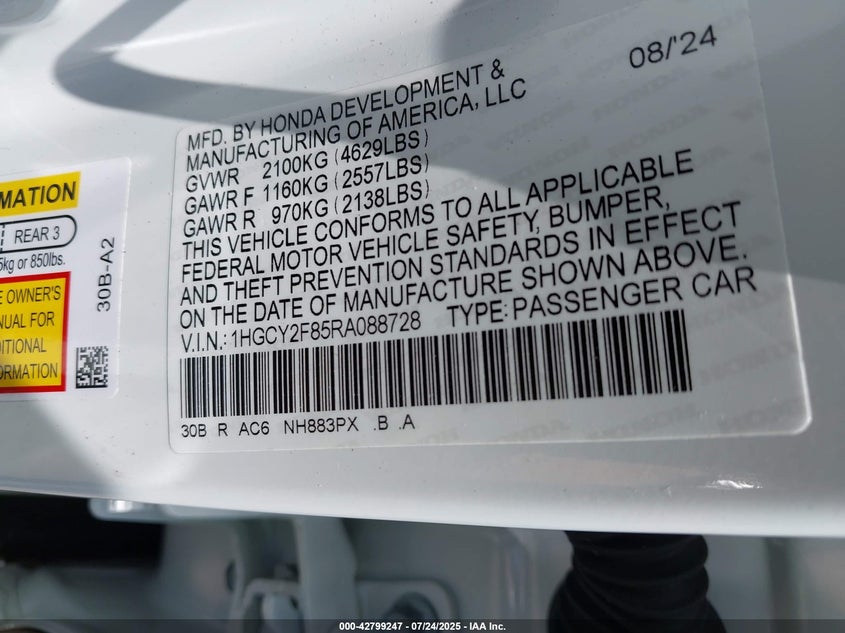 08/'24
MFD. BY HONDA DEVELOPMENT &
MANUFACTURING OF AMERICA, LLC
GVWR 2100KG (4629LBS)
GAWR F 1160KG (2557LBS)
GAWR R 970KG (2138LBS)
THIS VEHICLE CONFORMS TO ALL APPLICABLE
FEDERAL MOTOR VEHICLE SAFETY, BUMPER,
AND THEFT PREVENTION STANDARDS IN EFFECT
ON THE DATE OF MANUFACTURE SHOWN ABOVE.
V.I.N.: 1HGCY2F85RA088728 TYPE: PASSENGER CAR
30B R AC6 NH883PX .B .A
MATION
REAR 3
5kg or 850lbs.
E OWNER'S
NUAL FOR
DITIONAL
ORMATION
30B-A2
000-42799247 / 07/24/2025 / IAA Inc.